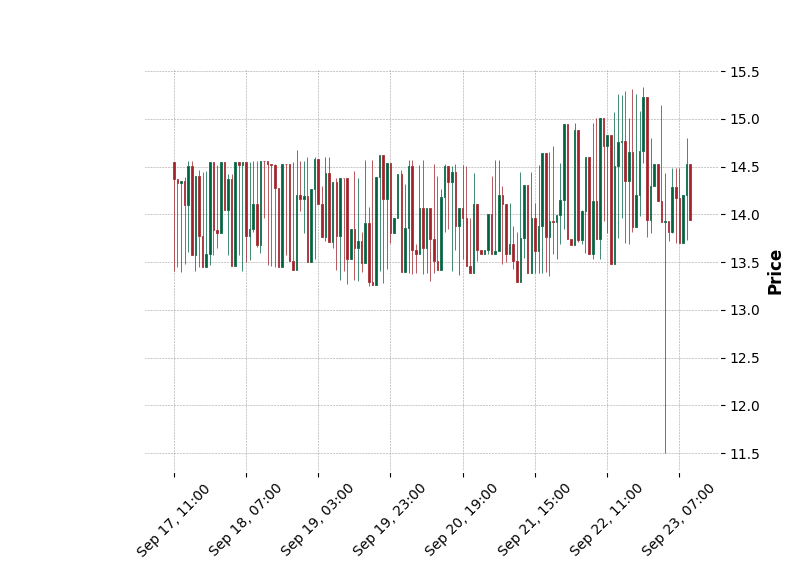 15.5
15.0
14.5
14.0
13.5
13.0
12.5
12.0
11.5
Price
Sep 17, 11:00
Sep 18, 07:00
Sep 19, 03:00
Sep 19, 23:00
Sep 20, 19:00
Sep 21, 15:00
Sep 22, 11:00
Sep 23, 07:00